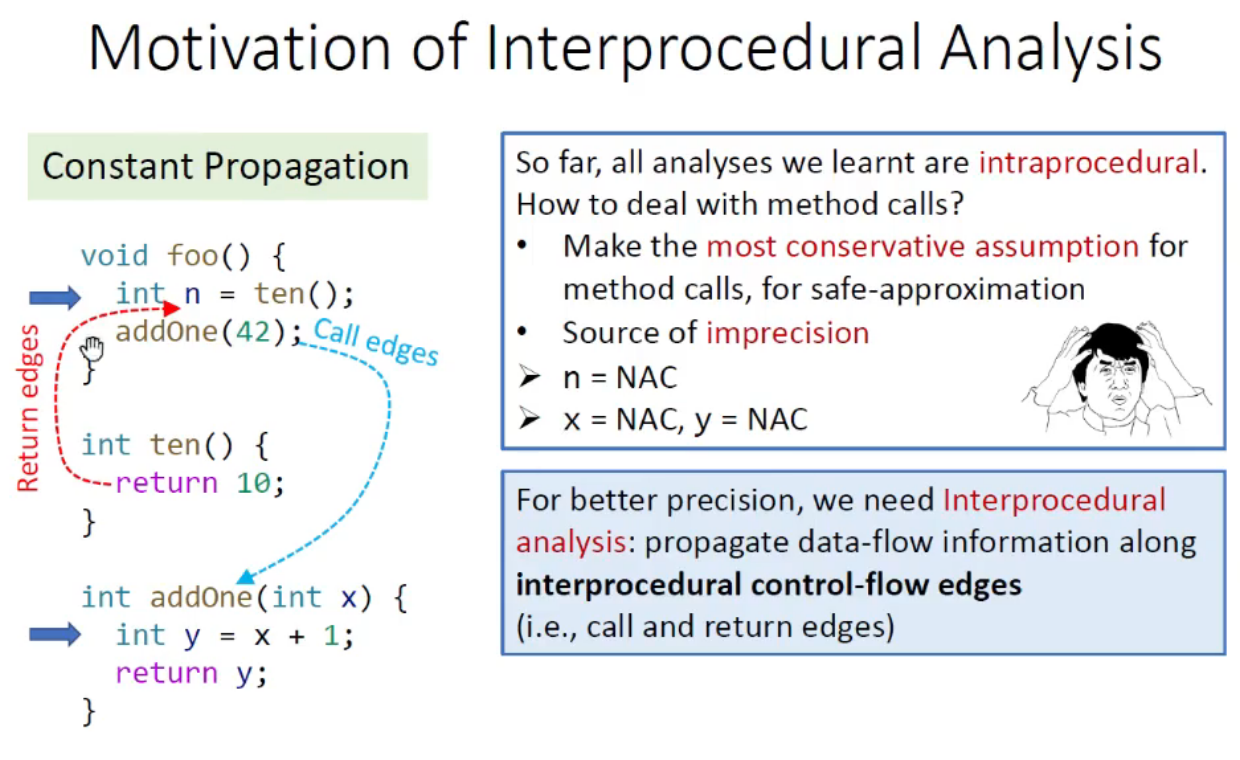 Motivation of Interprocedural Analysis
Constant Propagation
void foo() {
int n = ten();
addOne(42);
}
int ten() {
return 10;
}
int addOne(int x) {
int y = x + 1;
return y;
}
Return edges
Call edges
So far, all analyses we learnt are intraprocedural.
How to deal with method calls?
• Make the most conservative assumption for
method calls, for safe-approximation
• Source of imprecision
➢ n = NAC
➢ x = NAC, y = NAC
For better precision, we need Interprocedural
analysis: propagate data-flow information along
interprocedural control-flow edges
(i.e., call and return edges)